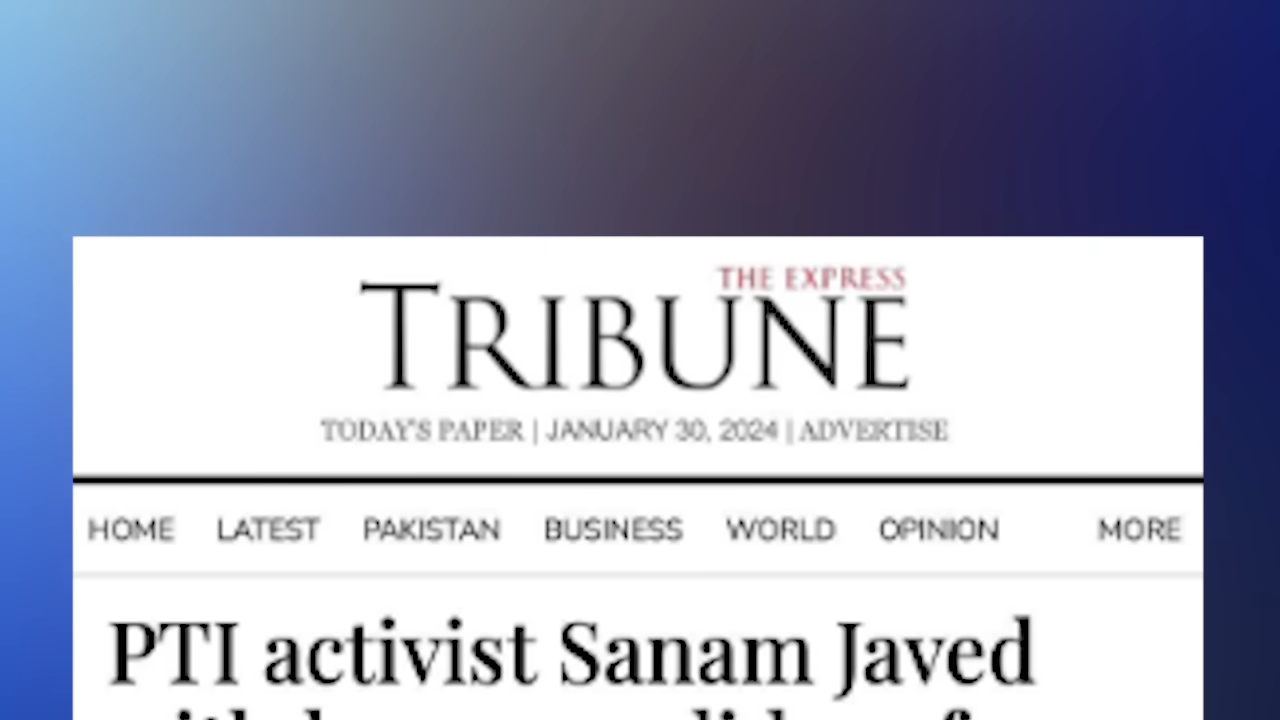 THE EXPRESS
TRIBUNE
TODAY'S PAPER | JANUARY 30, 2024 | ADVERTISE
HOME LATEST PAKISTAN BUSINESS WORLD OPINION MORE
PTI activist Sanam Javed